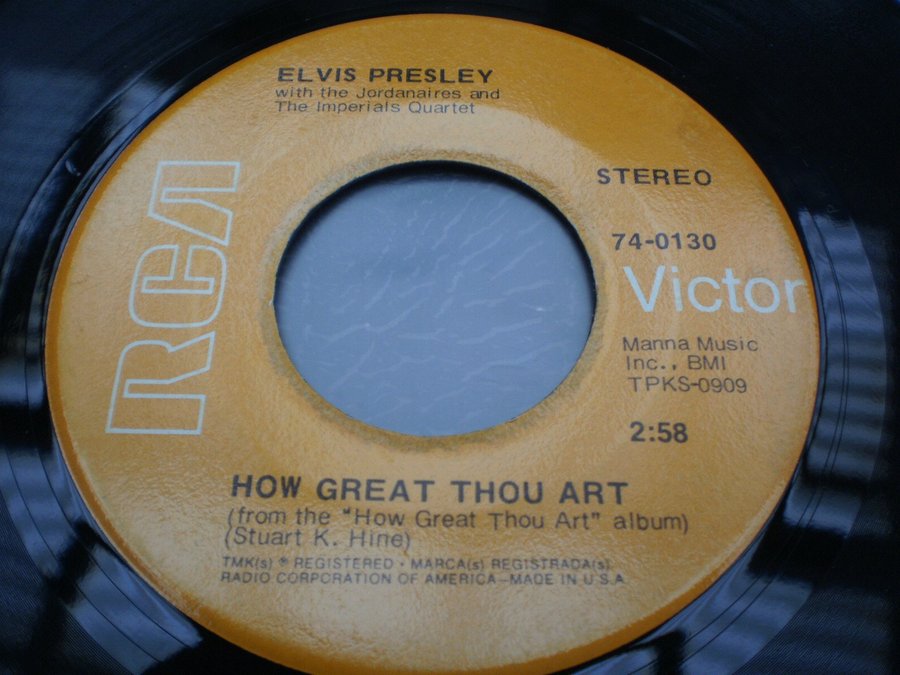 ELVIS PRESLEY
with the Jordanaires and
The Imperials Quartet
STEREO
RCA
74-0130
Victor
Manna Music
Inc., BMI
TPKS-0909
2:58
HOW GREAT THOU ART
(from the "How Great Thou Art" album)
(Stuart K. Hine)
TMK(s) ® REGISTERED • MARCA(s) REGISTRADA(s)
RADIO CORPORATION OF AMERICA—MADE IN U.S.A